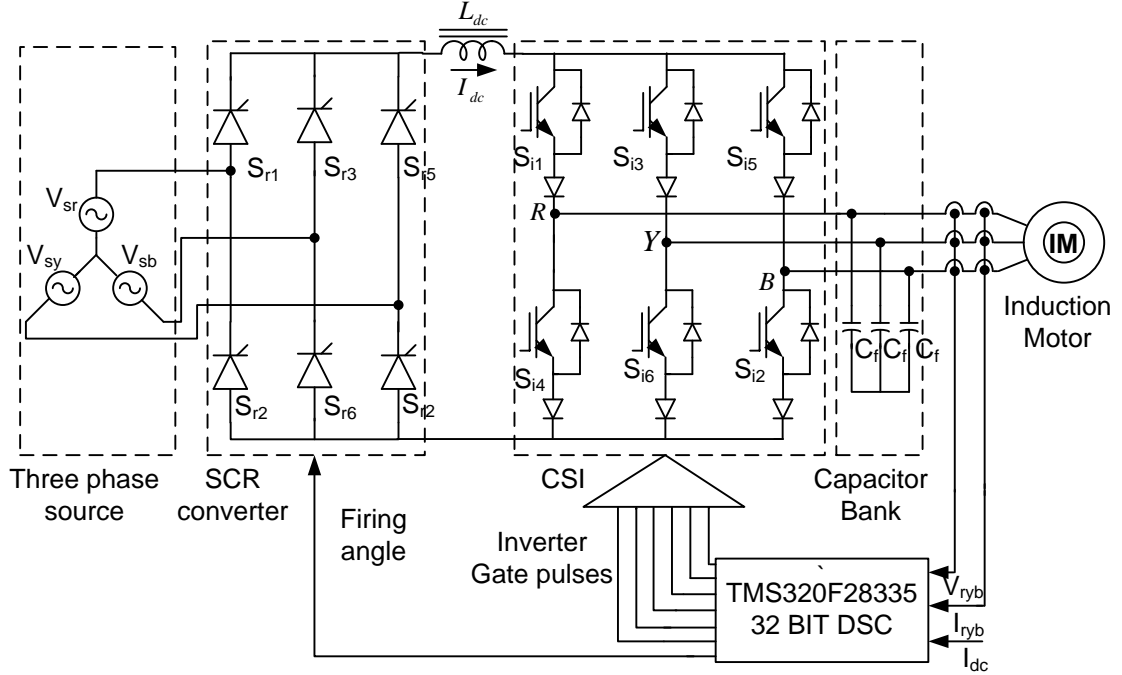 L_dc
I_dc
S_r1
S_r3
S_r5
S_i1
S_i3
S_i5
V_sr
R
Y
B
IM
V_sy
V_sb
Induction
Motor
C_f
C_f
C_f
S_r2
S_r6
S_r2
S_i4
S_i6
S_i2
Three phase
source
SCR
converter
CSI
Capacitor
Bank
Firing
angle
Inverter
Gate pulses
`
TMS320F28335
32 BIT DSC
V_ryb
I_ryb
I_dc